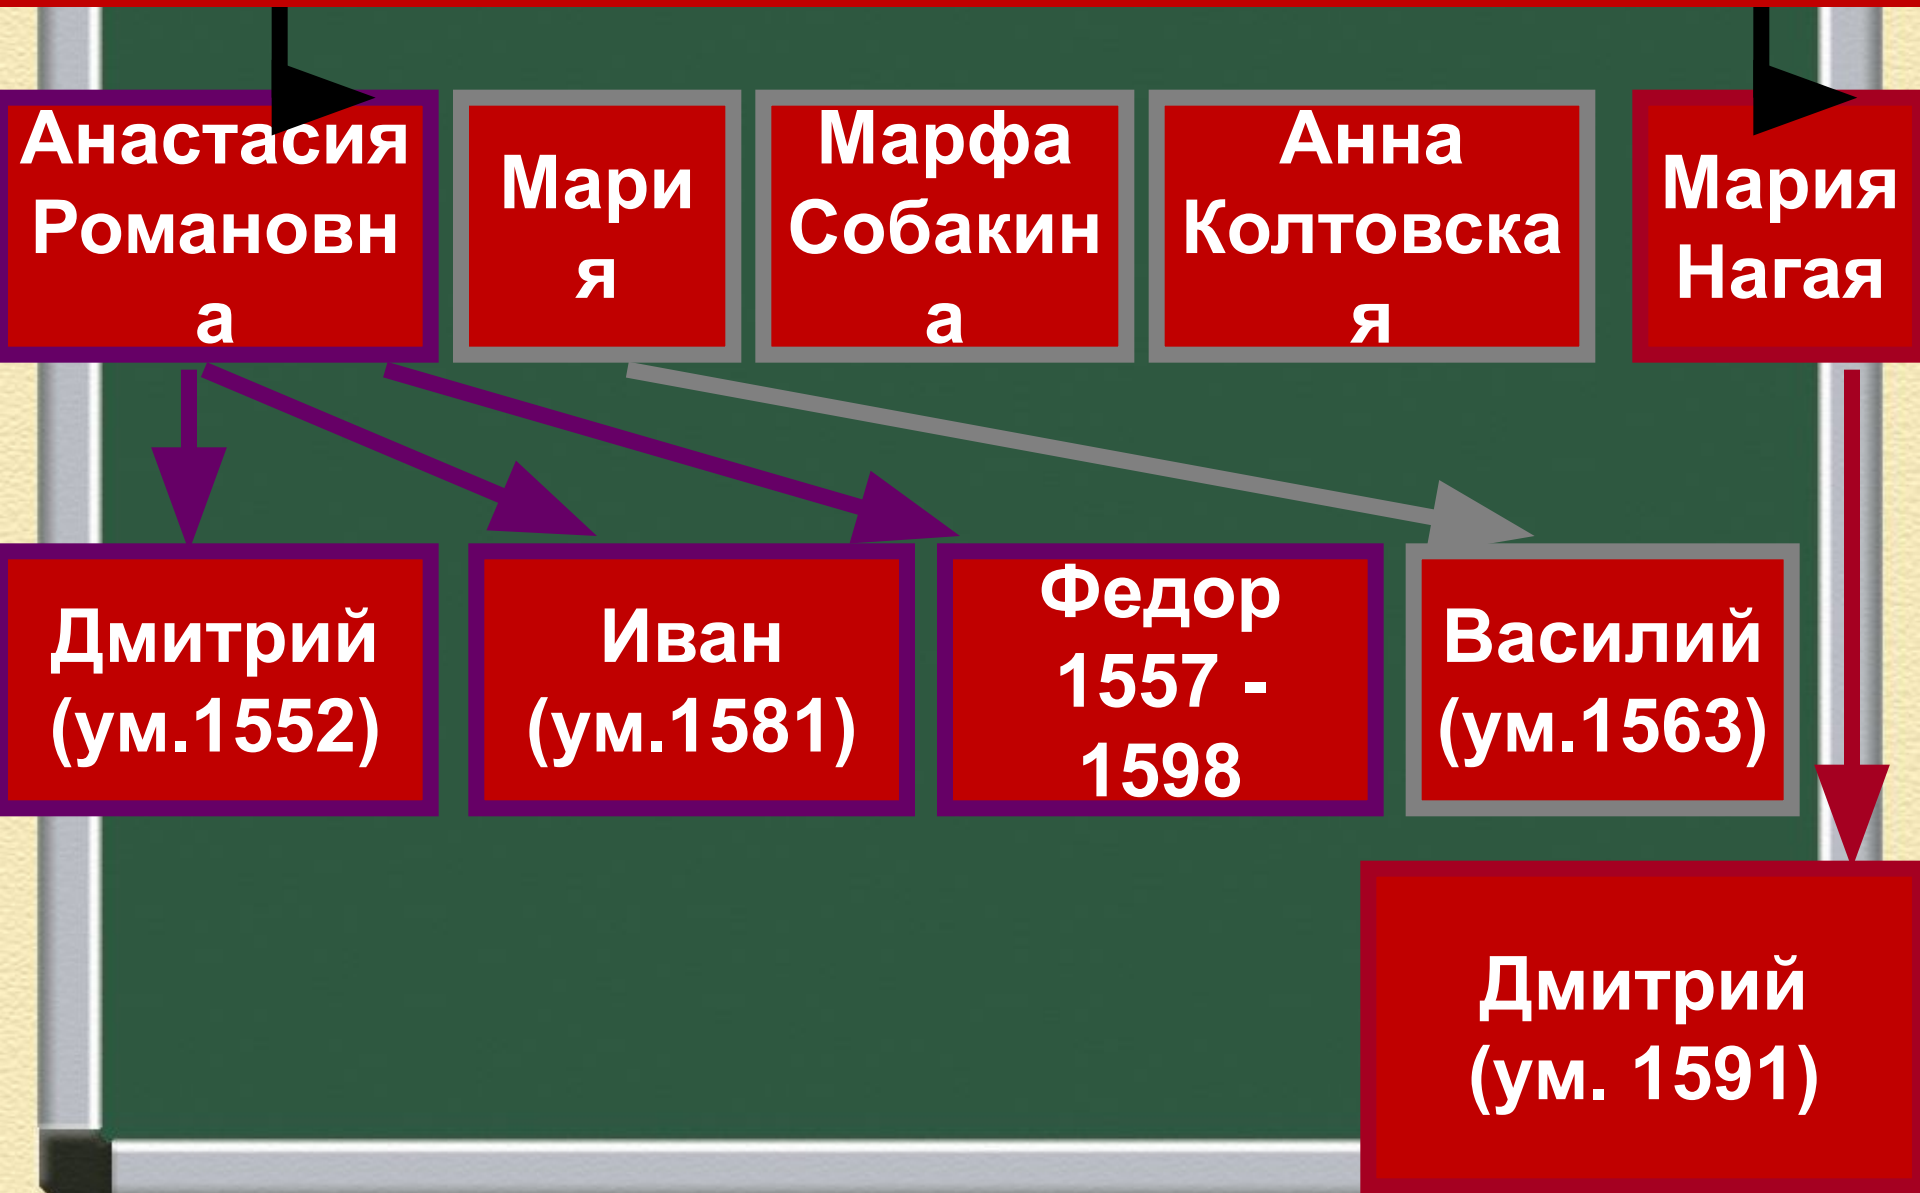 Анастасия
Романовн
а
Мари
я
Марфа
Собакин
а
Анна
Колтовска
я
Мария
Нагая
Дмитрий
(ум.1552)
Иван
(ум.1581)
Федор
1557 -
1598
Василий
(ум.1563)
Дмитрий
(ум. 1591)